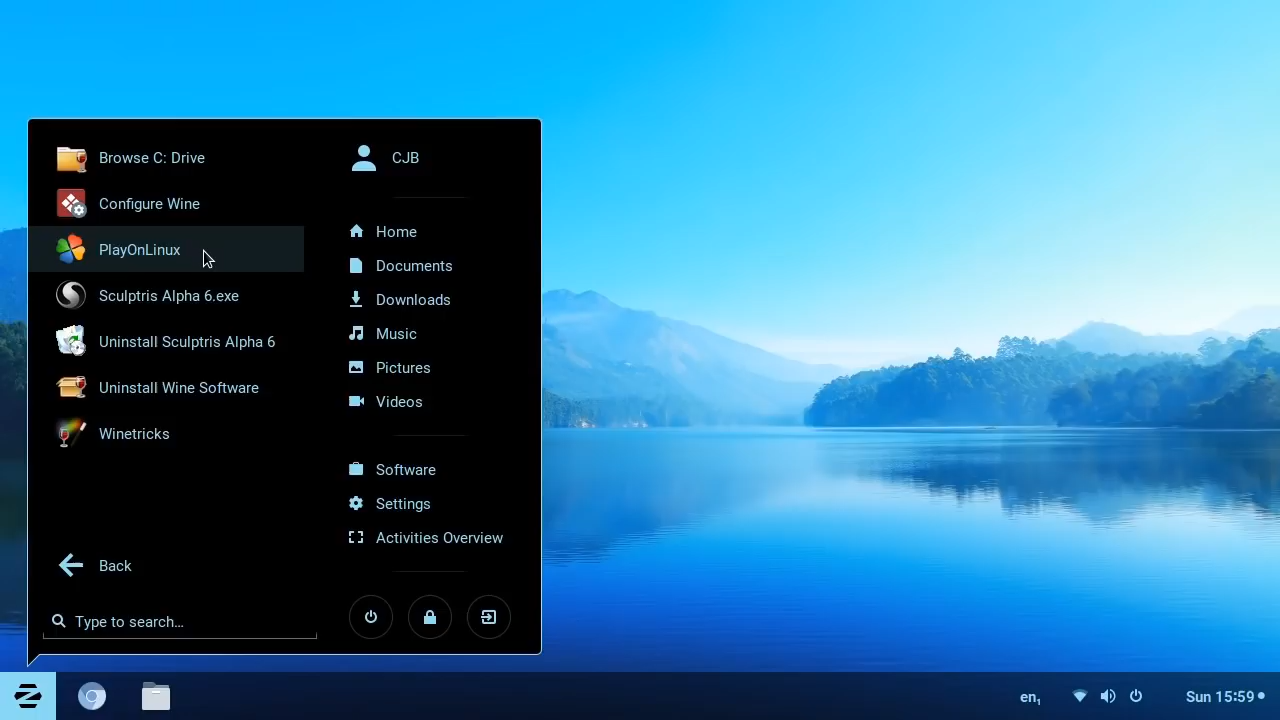 Browse C: Drive
Configure Wine
PlayOnLinux
Sculptris Alpha 6.exe
Uninstall Sculptris Alpha 6
Uninstall Wine Software
Winetricks
Back
Type to search…
CJB
Home
Documents
Downloads
Music
Pictures
Videos
Software
Settings
Activities Overview
en₁
Sun 15:59